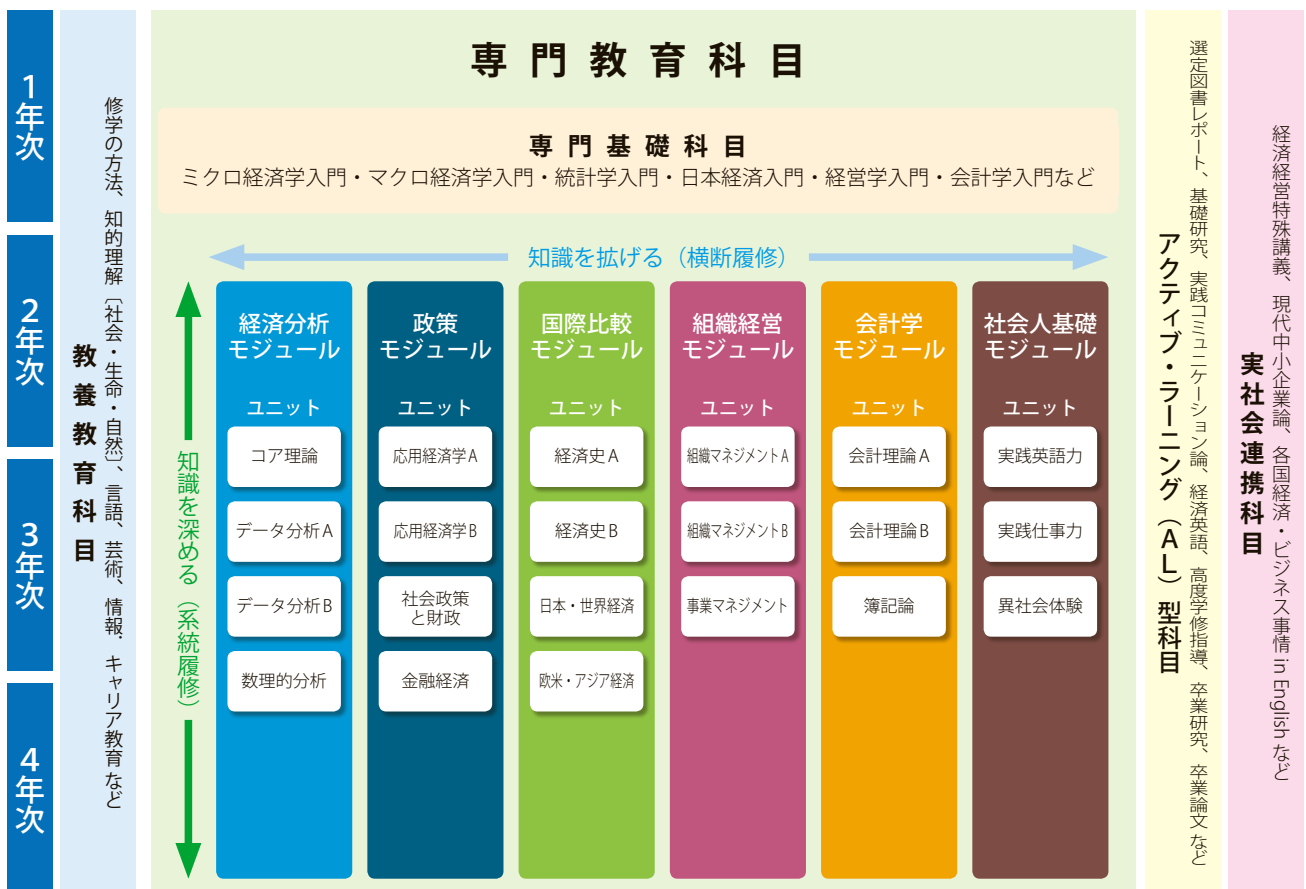 1年次
2年次
3年次
4年次
教養教育科目
修学の方法、知的理解〔社会・生命・自然〕、言語、芸術、情報、キャリア教育 など
専門教育科目
専門基礎科目
ミクロ経済学入門・マクロ経済学入門・統計学入門・日本経済入門・経営学入門・会計学入門など
知識を拡げる（横断履修）
知識を深める（系統履修）
経済分析
モジュール
ユニット
コア理論
データ分析A
データ分析B
数理的分析
政策
モジュール
ユニット
応用経済学A
応用経済学B
社会政策
と財政
金融経済
国際比較
モジュール
ユニット
経済史A
経済史B
日本・世界経済
欧米・アジア経済
組織経営
モジュール
ユニット
組織マネジメントA
組織マネジメントB
事業マネジメント
会計学
モジュール
ユニット
会計理論A
会計理論B
簿記論
社会人基礎
モジュール
ユニット
実践英語力
実践仕事力
異社会体験
選定図書レポート、基礎研究、実践コミュニケーション論、経済英語、高度学修指導、卒業研究、卒業論文 など
アクティブ・ラーニング（AL）型科目
経済経営特殊講義、現代中小企業論、各国経済・ビジネス事情 in English など
実社会連携科目